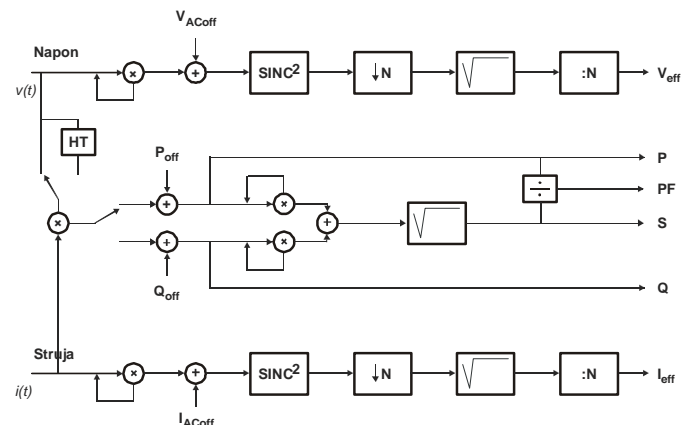 V_ACoff
Napon
v(t)
×
+
SINC²
↓N
√
:N
V_eff
HT
P_off
P
+
×
÷
PF
×
+
√
S
+
×
Q_off
Q
Struja
i(t)
×
+
SINC²
↓N
√
:N
I_eff
I_ACoff